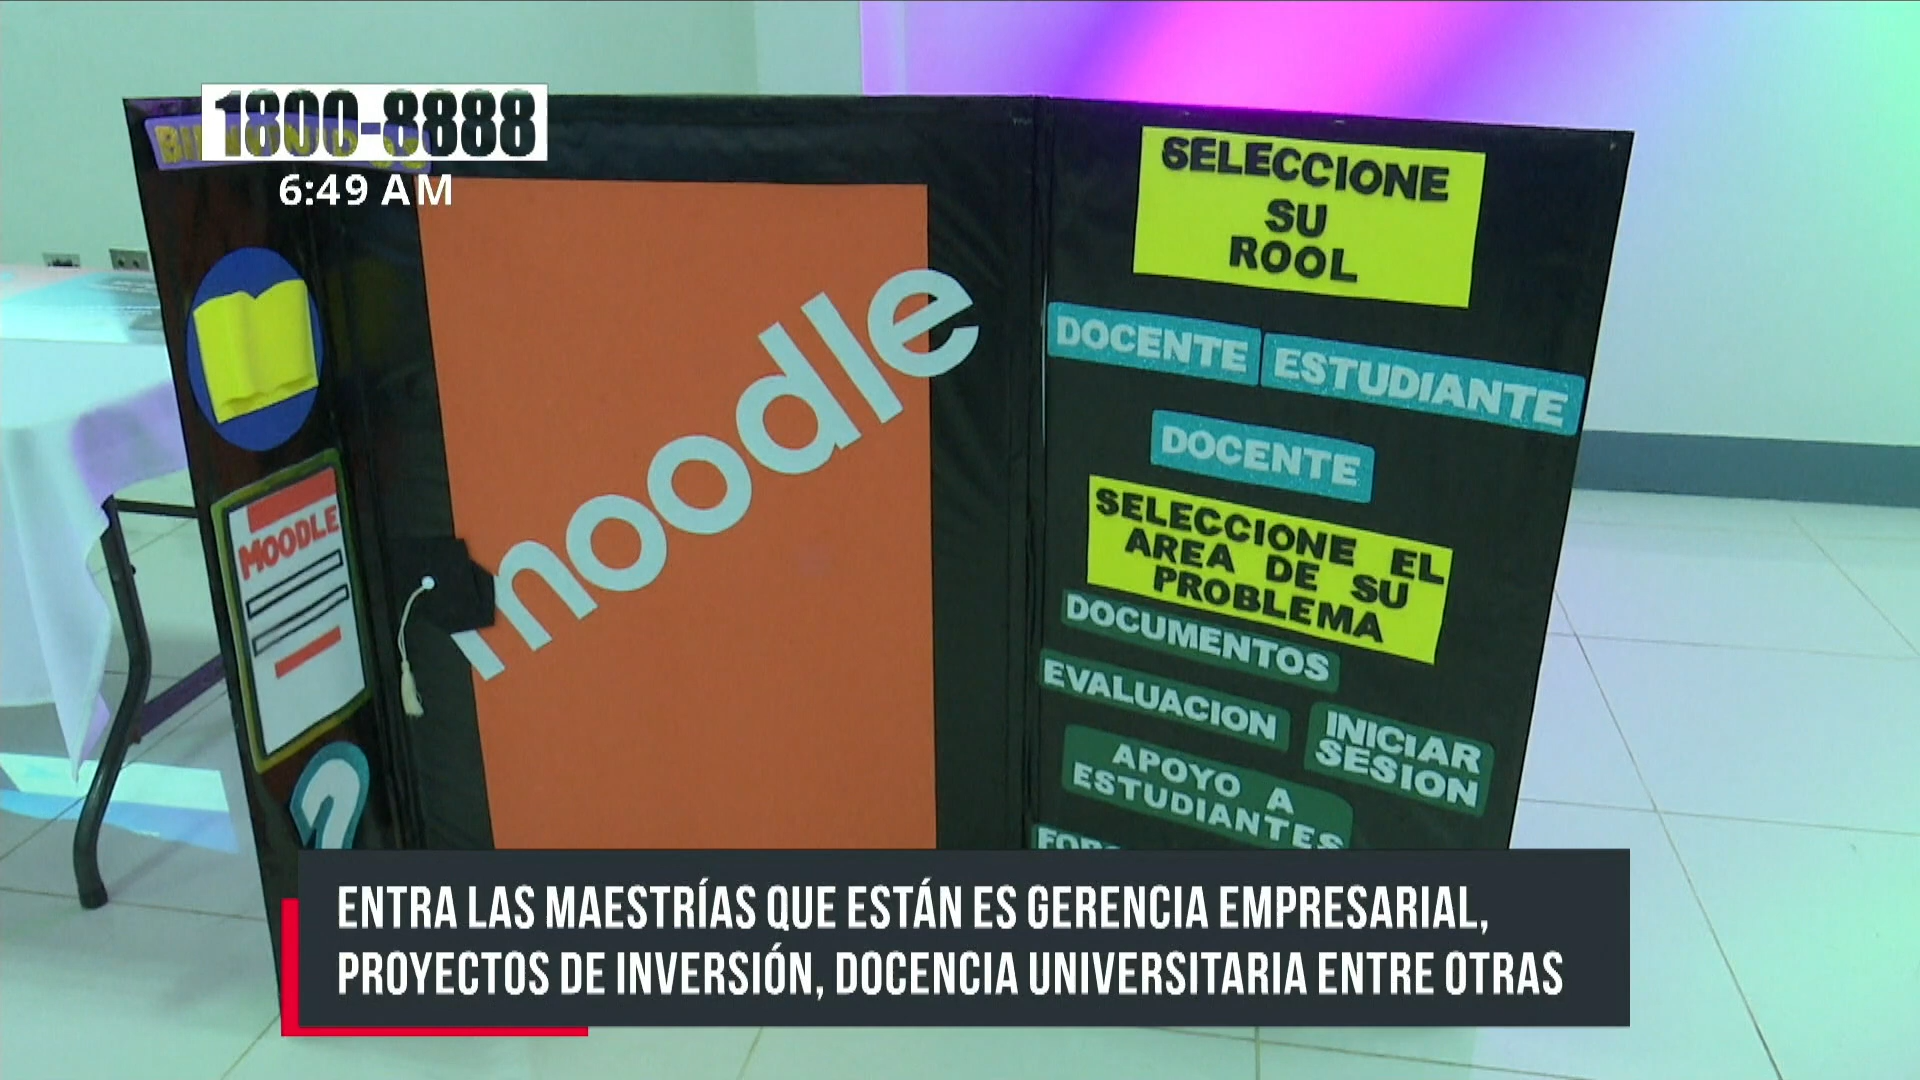 1800-8888
6:49 AM
SELECCIONE
SU
ROOL
DOCENTE ESTUDIANTE
DOCENTE
moodle
MOODLE
SELECCIONE EL
AREA DE SU
PROBLEMA
DOCUMENTOS
EVALUACION
INICIAR
SESION
APOYO A
ESTUDIANTES
ENTRA LAS MAESTRÍAS QUE ESTÁN ES GERENCIA EMPRESARIAL,
PROYECTOS DE INVERSIÓN, DOCENCIA UNIVERSITARIA ENTRE OTRAS